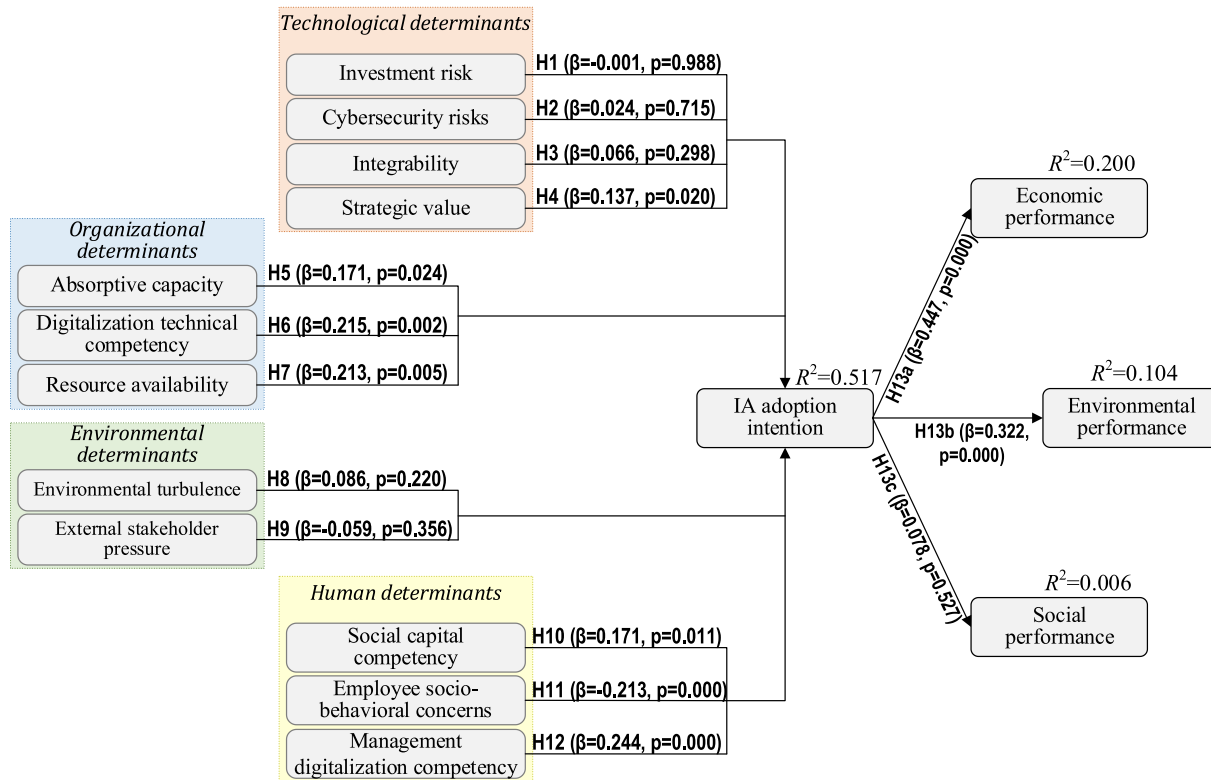 Technological determinants
Investment risk
H1 (β=-0.001, p=0.988)
Cybersecurity risks
H2 (β=0.024, p=0.715)
Integrability
H3 (β=0.066, p=0.298)
Strategic value
H4 (β=0.137, p=0.020)
Organizational
determinants
Absorptive capacity
H5 (β=0.171, p=0.024)
Digitalization technical
competency
H6 (β=0.215, p=0.002)
Resource availability
H7 (β=0.213, p=0.005)
Environmental
determinants
Environmental turbulence
H8 (β=0.086, p=0.220)
External stakeholder
pressure
H9 (β=-0.059, p=0.356)
Human determinants
Social capital
competency
H10 (β=0.171, p=0.011)
Employee socio-
behavioral concerns
H11 (β=-0.213, p=0.000)
Management
digitalization competency
H12 (β=0.244, p=0.000)
R²=0.517
IA adoption
intention
H13a (β=0.447, p=0.000)
H13b (β=0.322,
p=0.000)
H13c (β=0.078, p=0.527)
R²=0.200
Economic
performance
R²=0.104
Environmental
performance
R²=0.006
Social
performance